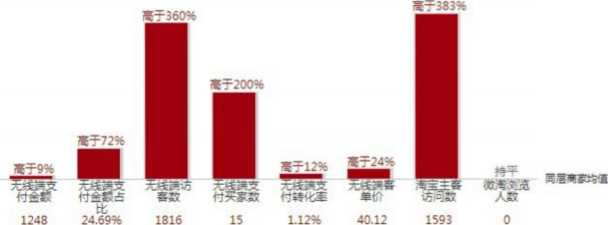 高于360%
高于383%
高于200%
高于72%
高于9%
高于12%
高于24%
持平
同层商家均值
无线端支付金额
无线端支付金额占比
无线端访客数
无线端支付买家数
无线端支付转化率
无线端客单价
淘宝主客访问数
微淘浏览人数
1248
24.69%
1816
15
1.12%
40.12
1593
0